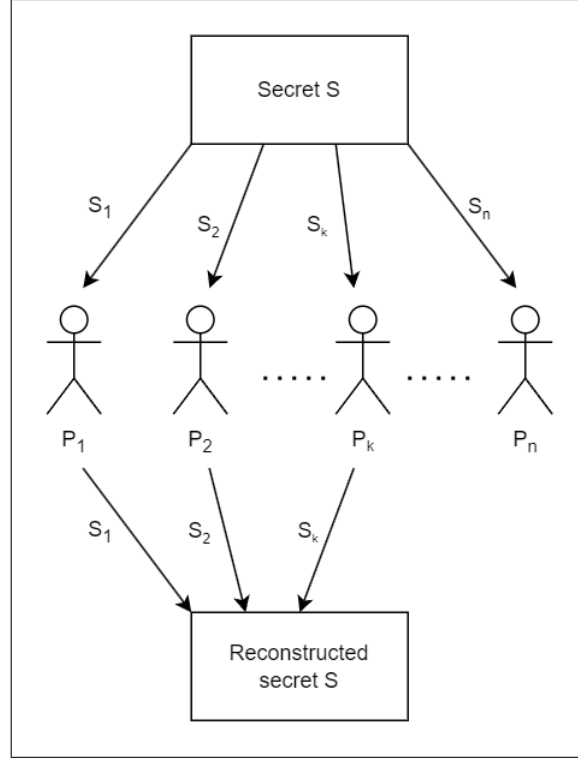 Secret S
S₁
S₂
Sₖ
Sₙ
..... .....
P₁ P₂ Pₖ Pₙ
S₁
S₂
Sₖ
Reconstructed
secret S